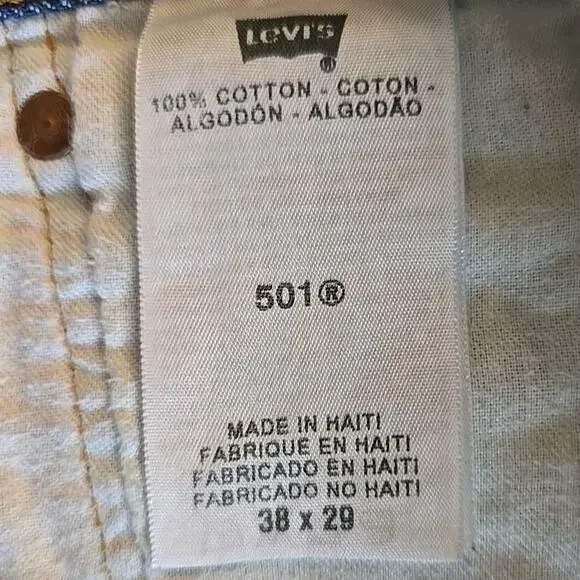 LEVI'S
®
100% COTTON - COTON -
ALGODÓN - ALGODÃO
501®
MADE IN HAITI
FABRIQUE EN HAITI
FABRICADO EN HAITI
FABRICADO NO HAITI
38 x 29